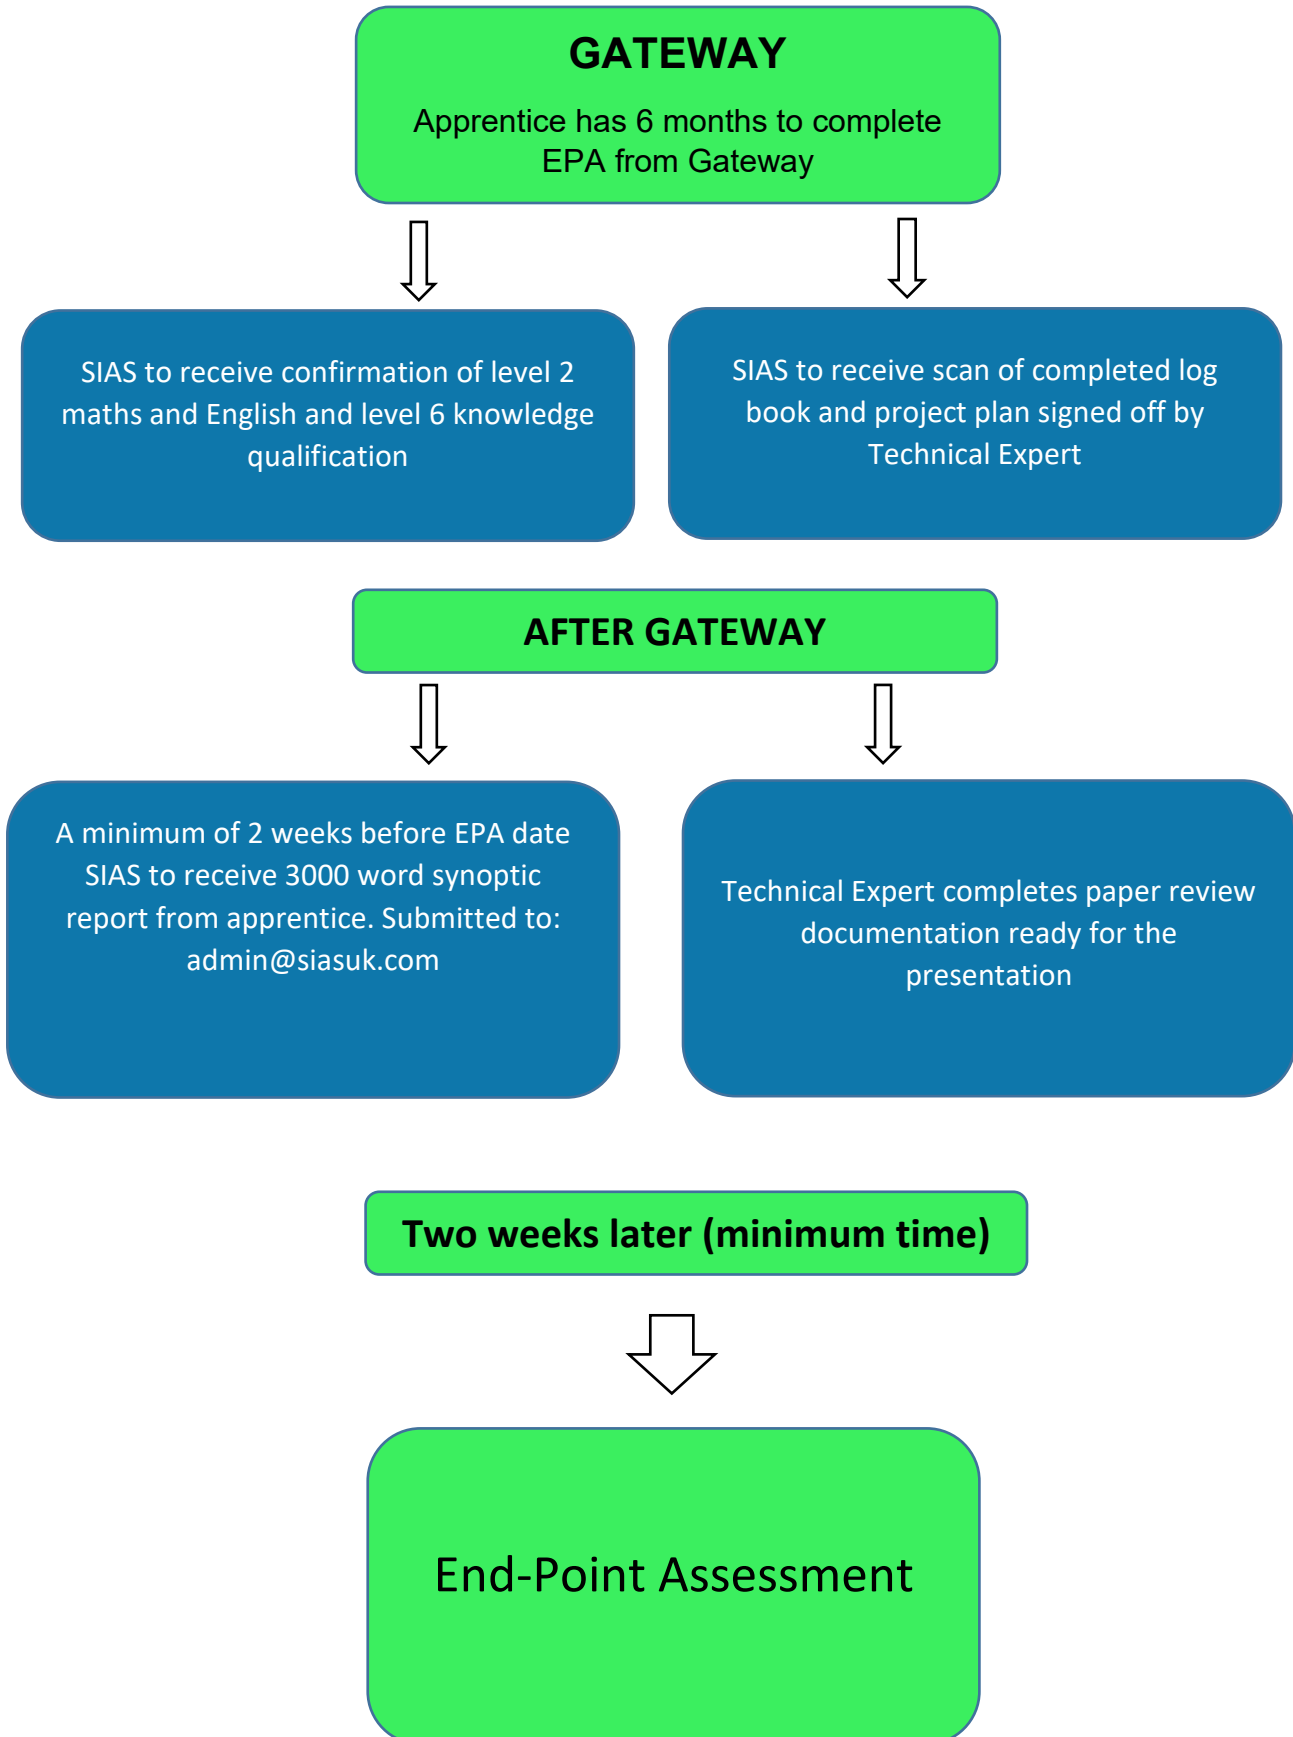 GATEWAY
Apprentice has 6 months to complete
EPA from Gateway
SIAS to receive confirmation of level 2
maths and English and level 6 knowledge
qualification
SIAS to receive scan of completed log
book and project plan signed off by
Technical Expert
AFTER GATEWAY
A minimum of 2 weeks before EPA date
SIAS to receive 3000 word synoptic
report from apprentice. Submitted to:
admin@siasuk.com
Technical Expert completes paper review
documentation ready for the
presentation
Two weeks later (minimum time)
End-Point Assessment